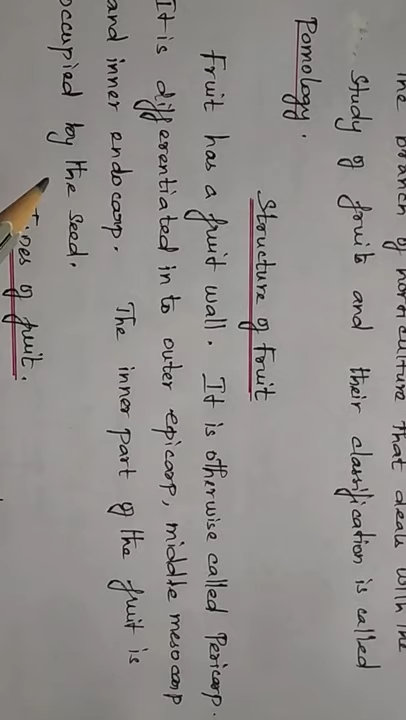 the branch of horticulture that deals with the
study of fruits and their classification is called
Pomology.
Structure of Fruit
Fruit has a fruit wall. It is otherwise called Pericarp.
It is differentiated in to outer epicarp, middle mesocarp
and inner endocarp. The inner part of the fruit is
occupied by the seed.
of fruit.